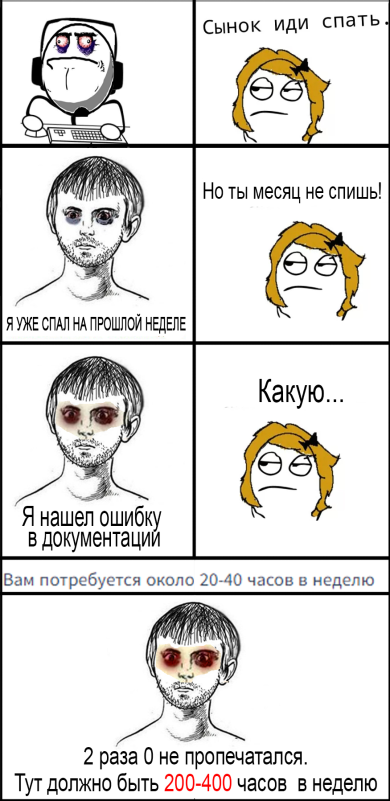 Сынок иди спать.
Но ты месяц не спишь!
Я УЖЕ СПАЛ НА ПРОШЛОЙ НЕДЕЛЕ
Какую...
Я нашел ошибку
в документации
Вам потребуется около 20-40 часов в неделю
2 раза 0 не пропечатался.
Тут должно быть 200-400 часов в неделю